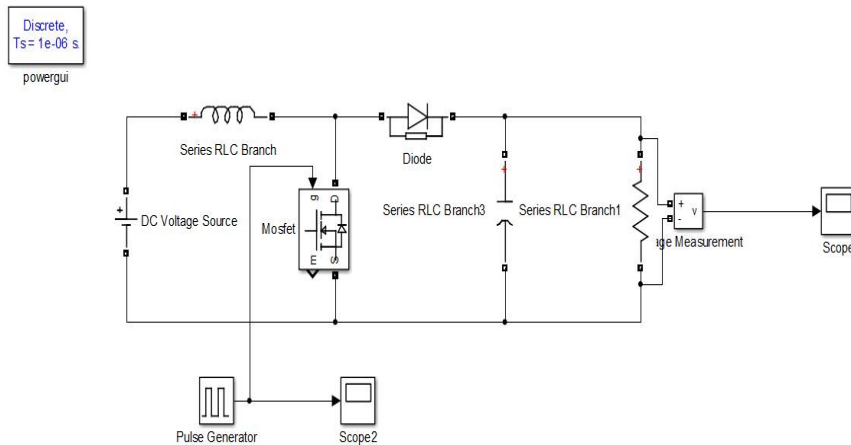 Discrete,
Ts = 1e-06 s.
powergui
Series RLC Branch
Diode
DC Voltage Source
g
D
Mosfet
m
S
Series RLC Branch3
Series RLC Branch1
+
-
v
age Measurement
Scope
Pulse Generator
Scope2